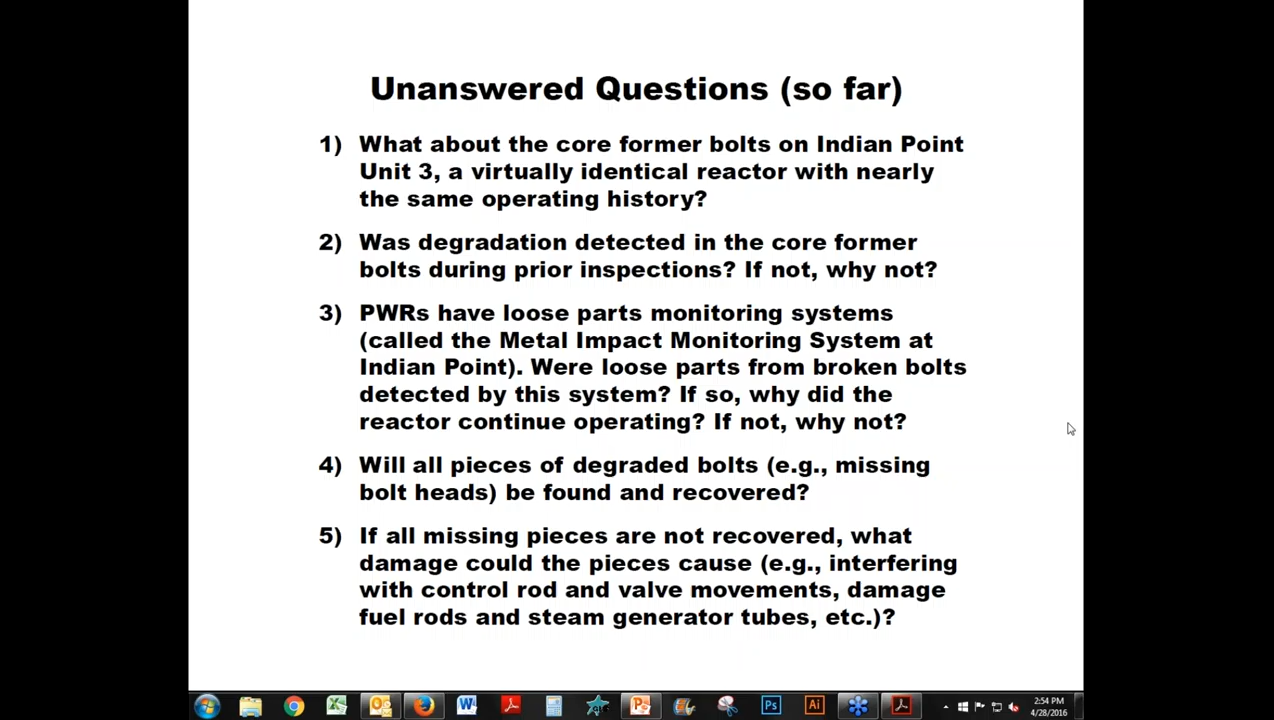 Unanswered Questions (so far)
1) What about the core former bolts on Indian Point
Unit 3, a virtually identical reactor with nearly
the same operating history?
2) Was degradation detected in the core former
bolts during prior inspections? If not, why not?
3) PWRs have loose parts monitoring systems
(called the Metal Impact Monitoring System at
Indian Point). Were loose parts from broken bolts
detected by this system? If so, why did the
reactor continue operating? If not, why not?
4) Will all pieces of degraded bolts (e.g., missing
bolt heads) be found and recovered?
5) If all missing pieces are not recovered, what
damage could the pieces cause (e.g., interfering
with control rod and valve movements, damage
fuel rods and steam generator tubes, etc.)?
Ps
Ai
2:54 PM
4/28/2016